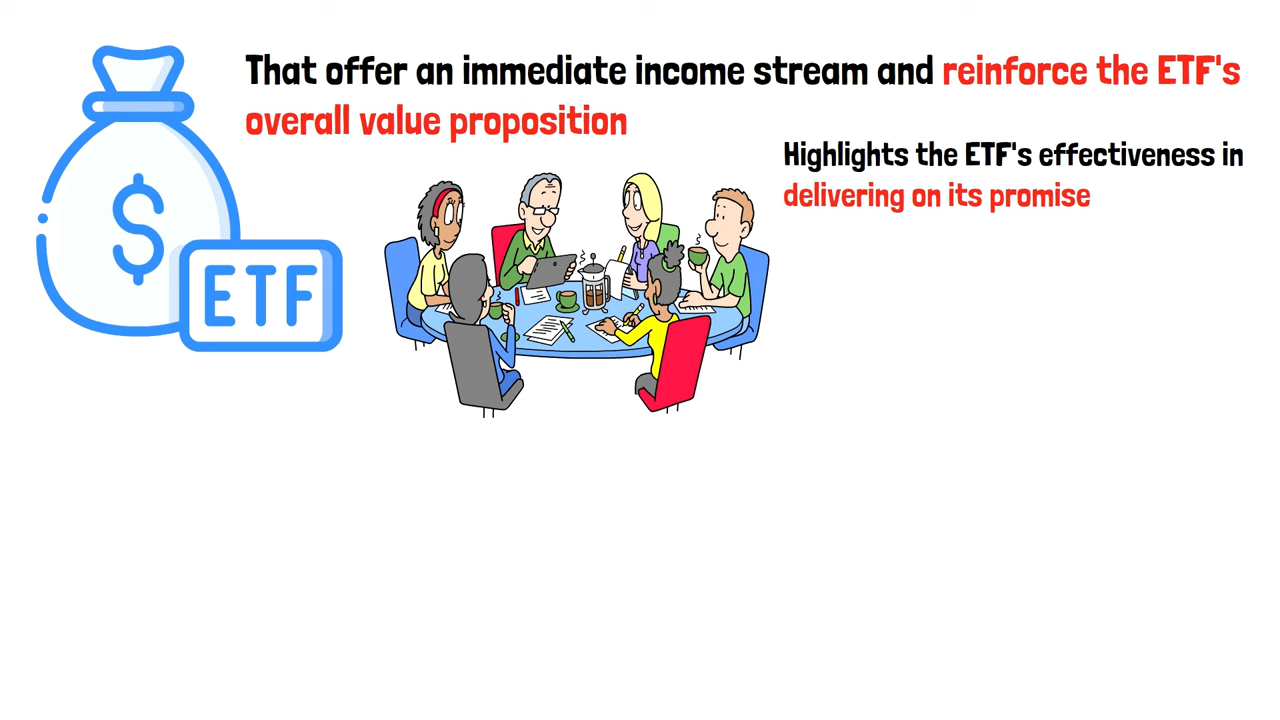 That offer an immediate income stream and reinforce the ETF's
overall value proposition
Highlights the ETF's effectiveness in
delivering on its promise
$
ETF